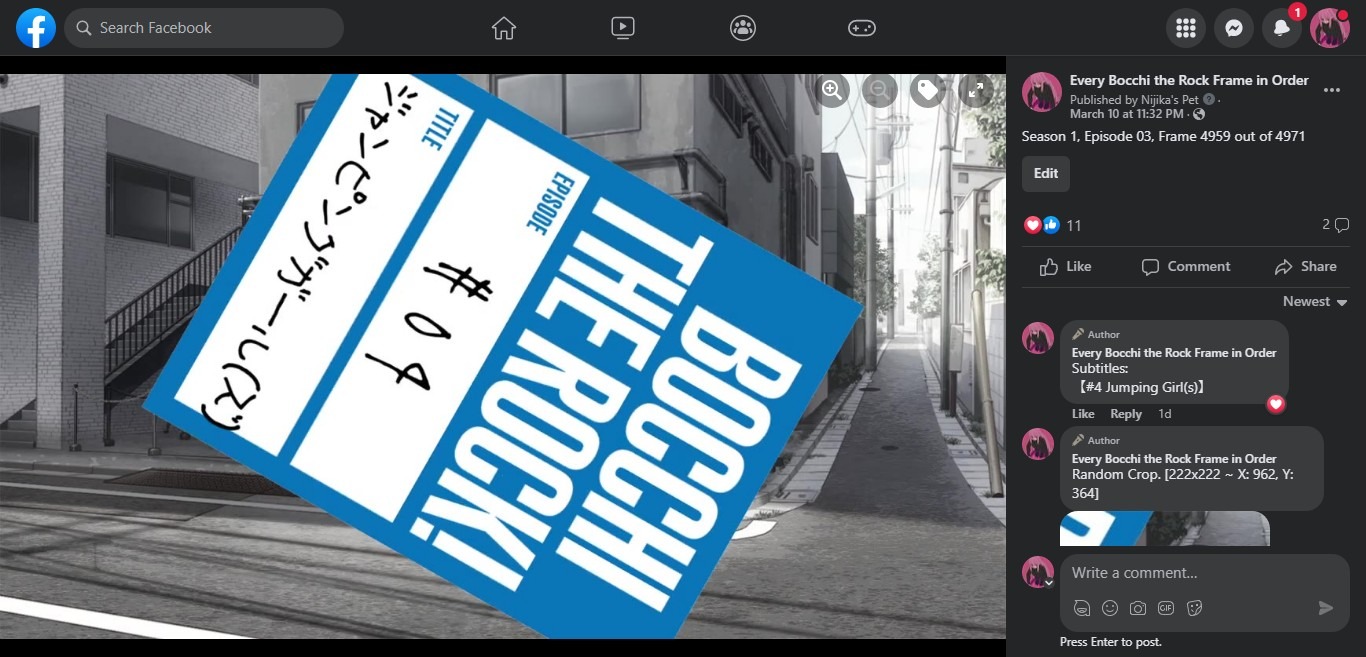 Search Facebook
1
BOCCHI
THE ROCK!
EPISODE
#04
TITLE
ジャンピングガール(ズ)
Every Bocchi the Rock Frame in Order
Published by Nijika's Pet ·
March 10 at 11:32 PM ·
Season 1, Episode 03, Frame 4959 out of 4971
Edit
11
2
Like
Comment
Share
Newest
Author
Every Bocchi the Rock Frame in Order
Subtitles:
【#4 Jumping Girl(s)】
Like Reply 1d
Author
Every Bocchi the Rock Frame in Order
Random Crop. [222x222 ~ X: 962, Y:
364]
Write a comment...
GIF
Press Enter to post.